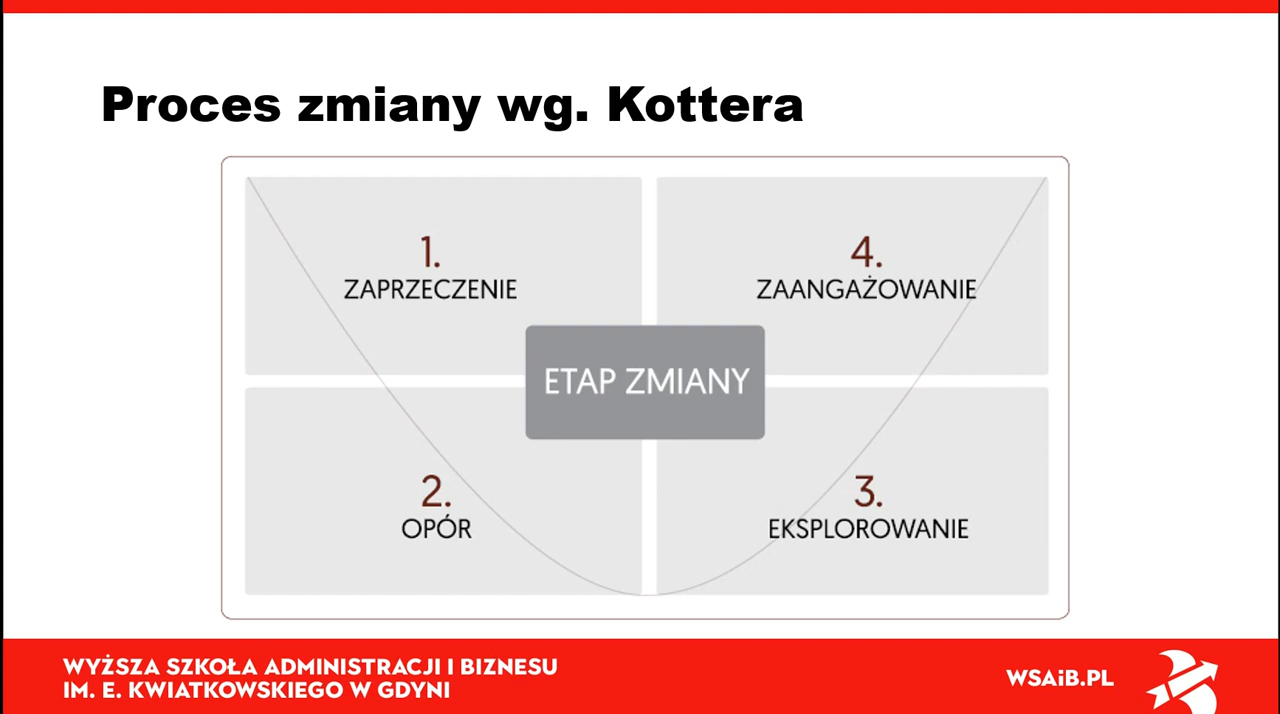 Proces zmiany wg. Kottera
1.
ZAPRZECZENIE
4.
ZAANGAŻOWANIE
ETAP ZMIANY
2.
OPÓR
3.
EKSPLOROWANIE
WYŻSZA SZKOŁA ADMINISTRACJI I BIZNESU
IM. E. KWIATKOWSKIEGO W GDYNI
WSAiB.PL